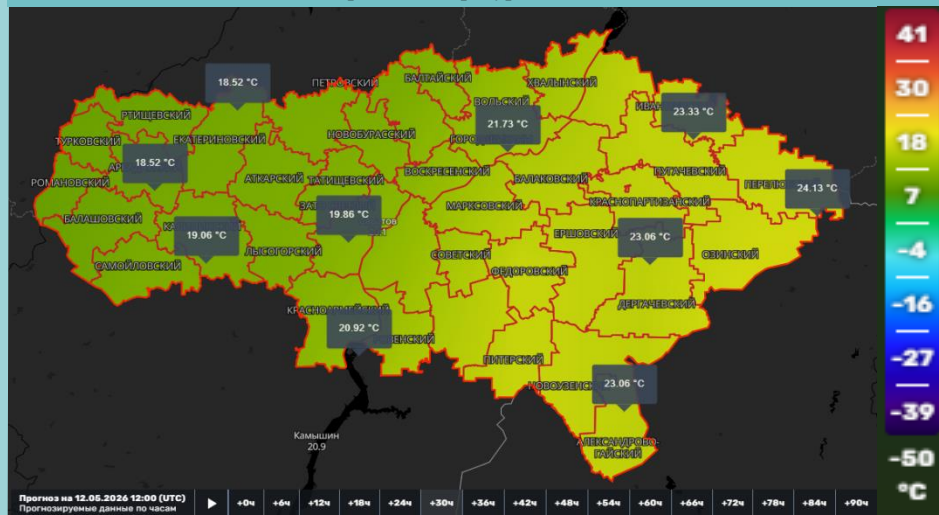 41
30
18
7
-4
-16
-27
-39
-50
°C
18.52 °C
БАЛТАЙСКИЙ
ХВАЛЫНСКИЙ
ВОЛЬСКИЙ
РТИЩЕВСКИЙ
21.73 °C
23.33 °C
ТУРКОВСКИЙ
ЕКАТЕРИНОВСКИЙ
НОВОБУРАССКИЙ
18.52 °C
РОМАНОВСКИЙ
АТКАРСКИЙ
ТАТИЩЕВСКИЙ
ВОСКРЕСЕНСКИЙ
БАЛАКОВСКИЙ
ПУГАЧЕВСКИЙ
24.13 °C
КРАСНОПАРТИЗАНСКИЙ
БАЛАШОВСКИЙ
19.86 °C
МАРКСОВСКИЙ
19.06 °C
ЕРШОВСКИЙ
23.06 °C
САМОЙЛОВСКИЙ
ЛЫСОГОРСКИЙ
СОВЕТСКИЙ
ОЗИНСКИЙ
ФЕДОРОВСКИЙ
ДЕРГАЧЕВСКИЙ
20.92 °C
ПИТЕРСКИЙ
23.06 °C
Камышин
20.9
АЛЕКСАНДРОВО-
ГАЙСКИЙ
Прогноз на 12.05.2026 12:00 (UTC)
Прогнозируемые данные по часам
+0ч +6ч +12ч +18ч +24ч +30ч +36ч +42ч +48ч +54ч +60ч +66ч +72ч +78ч +84ч +90ч